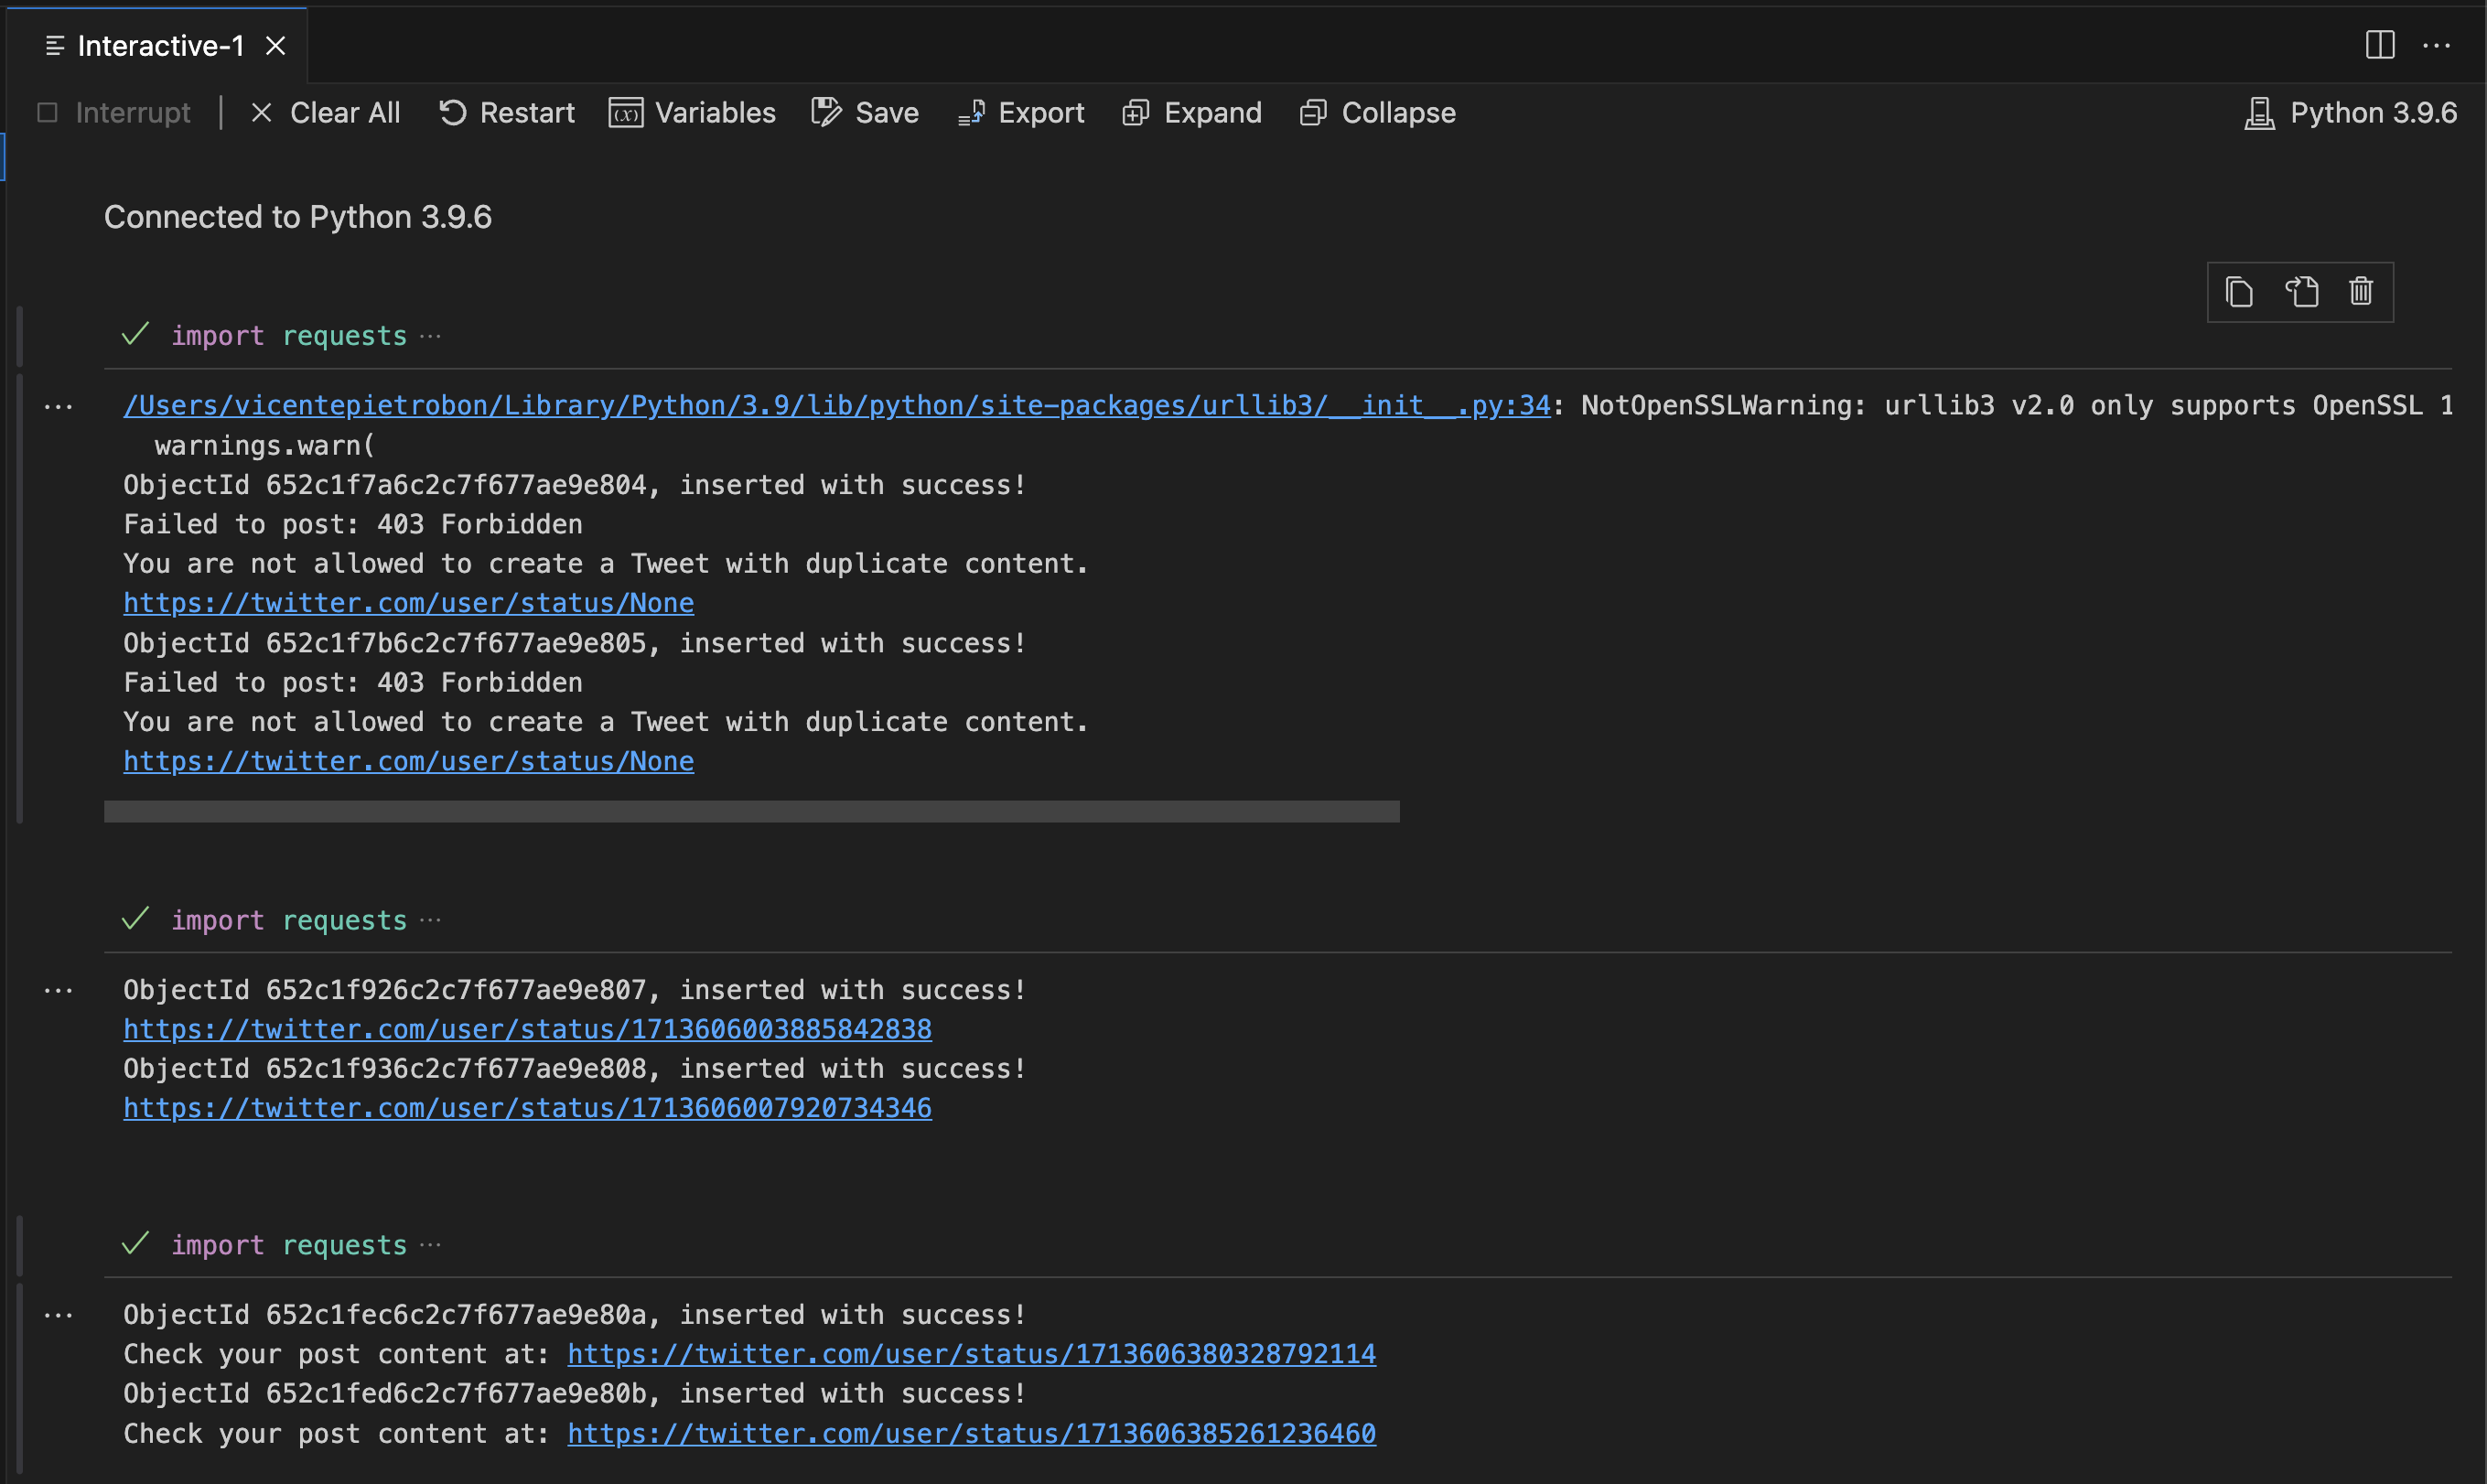 Interactive-1
Interrupt | Clear All Restart Variables Save Export Expand Collapse Python 3.9.6
Connected to Python 3.9.6
import requests ...
/Users/vicentepietrobon/Library/Python/3.9/lib/python/site-packages/urllib3/__init__.py:34: NotOpenSSLWarning: urllib3 v2.0 only supports OpenSSL 1
warnings.warn(
ObjectId 652c1f7a6c2c7f677ae9e804, inserted with success!
Failed to post: 403 Forbidden
You are not allowed to create a Tweet with duplicate content.
https://twitter.com/user/status/None
ObjectId 652c1f7b6c2c7f677ae9e805, inserted with success!
Failed to post: 403 Forbidden
You are not allowed to create a Tweet with duplicate content.
https://twitter.com/user/status/None
import requests ...
ObjectId 652c1f926c2c7f677ae9e807, inserted with success!
https://twitter.com/user/status/1713606003885842838
ObjectId 652c1f936c2c7f677ae9e808, inserted with success!
https://twitter.com/user/status/1713606007920734346
import requests ...
ObjectId 652c1fec6c2c7f677ae9e80a, inserted with success!
Check your post content at: https://twitter.com/user/status/1713606380328792114
ObjectId 652c1fed6c2c7f677ae9e80b, inserted with success!
Check your post content at: https://twitter.com/user/status/1713606385261236460